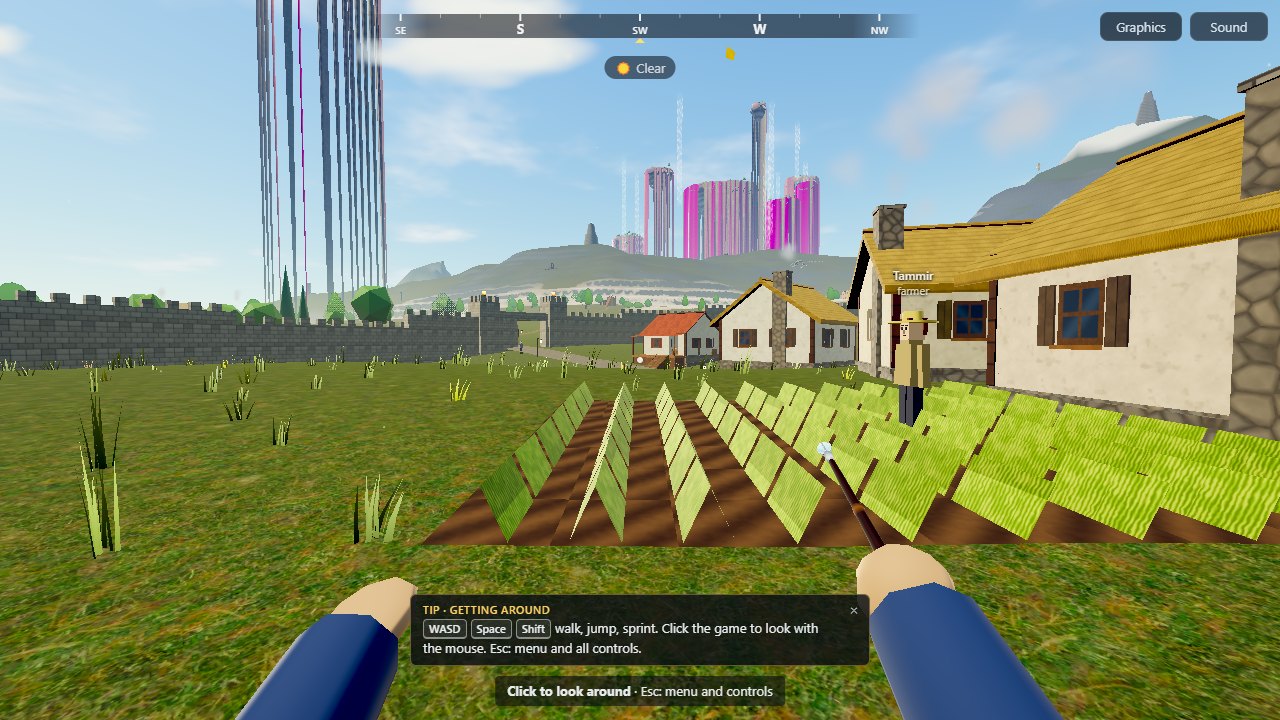 SE S SW W NW
Graphics Sound
Clear
Tammir
farmer
TIP · GETTING AROUND ×
WASD Space Shift walk, jump, sprint. Click the game to look with
the mouse. Esc: menu and all controls.
Click to look around · Esc: menu and controls